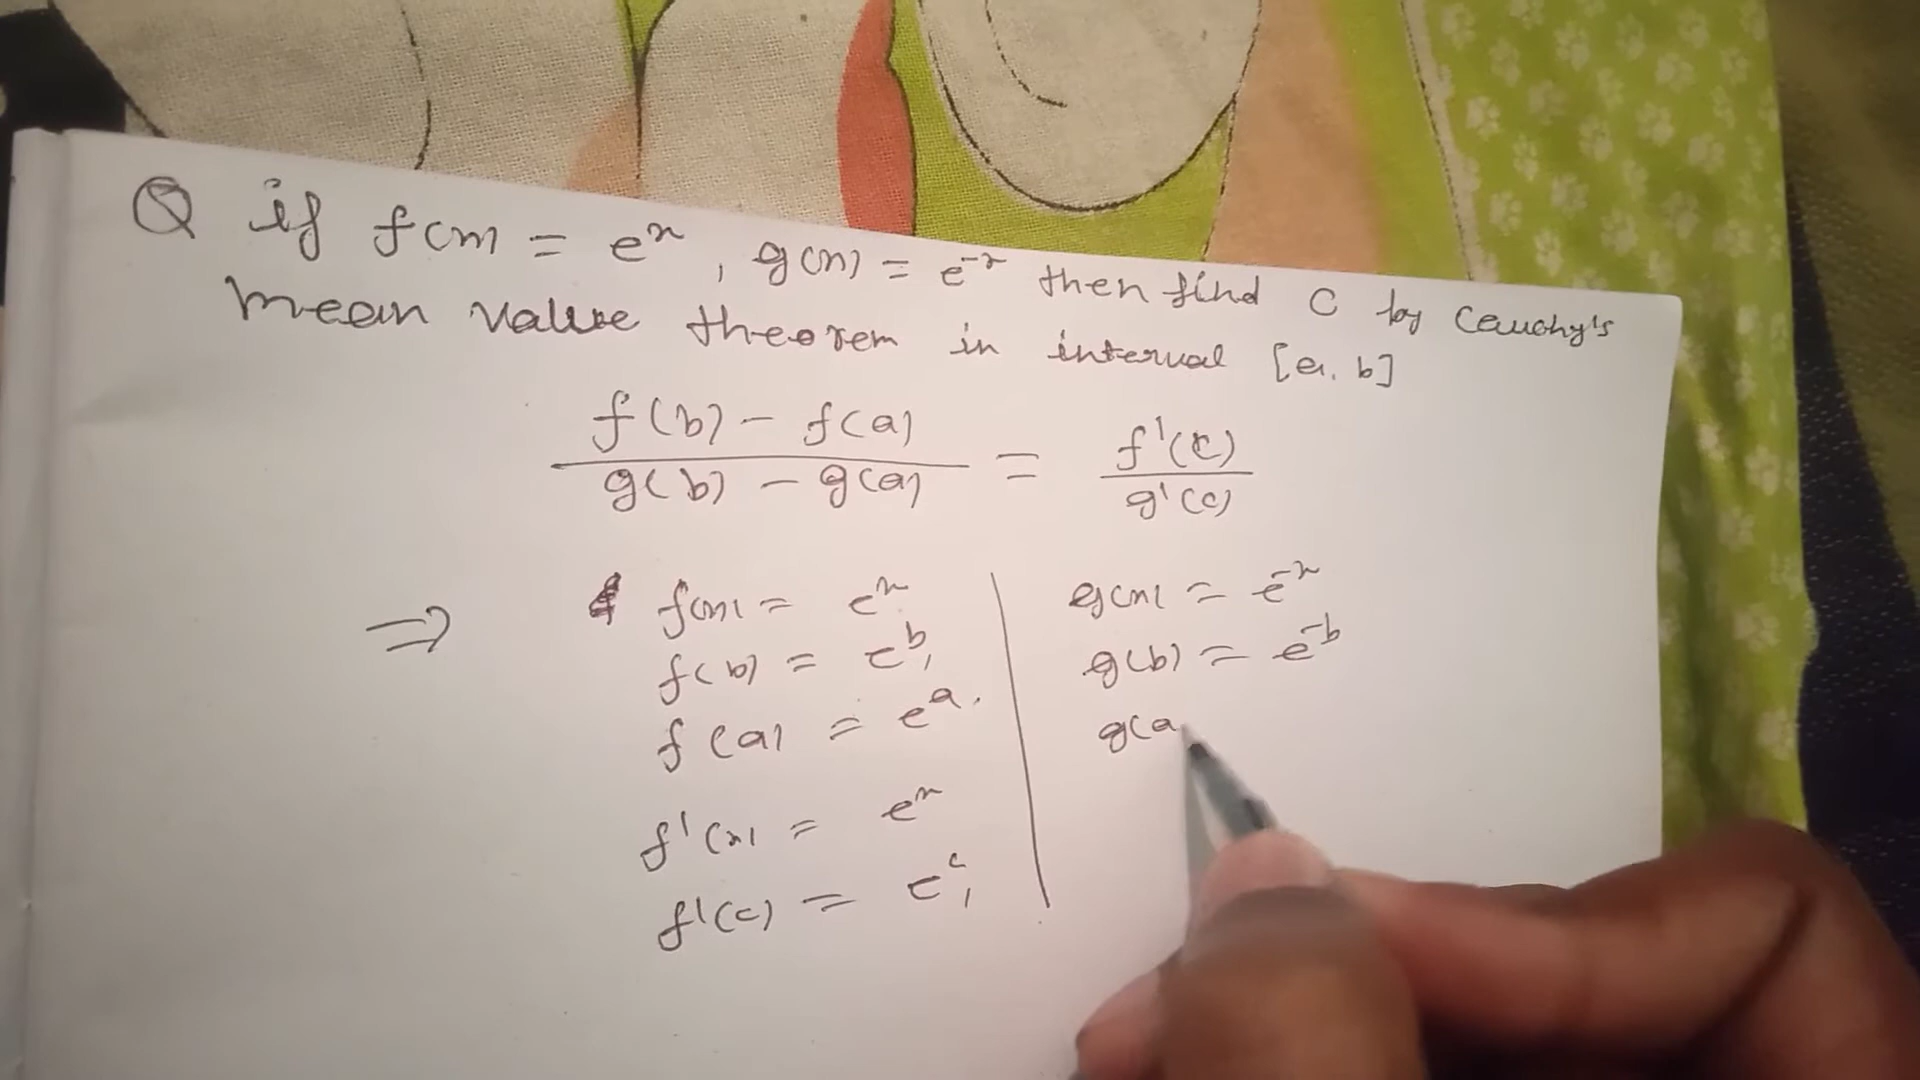 Q if f(x) = e^x, g(x) = e^-x then find c by Cauchy's
mean value theorem in interval [a, b]
f(b) - f(a) / g(b) - g(a) = f'(c) / g'(c)
⇒ f(x) = e^x
f(b) = e^b,
f(a) = e^a.
f'(x) = e^x
f'(c) = e^c,
g(x) = e^-x
g(b) = e^-b
g(a